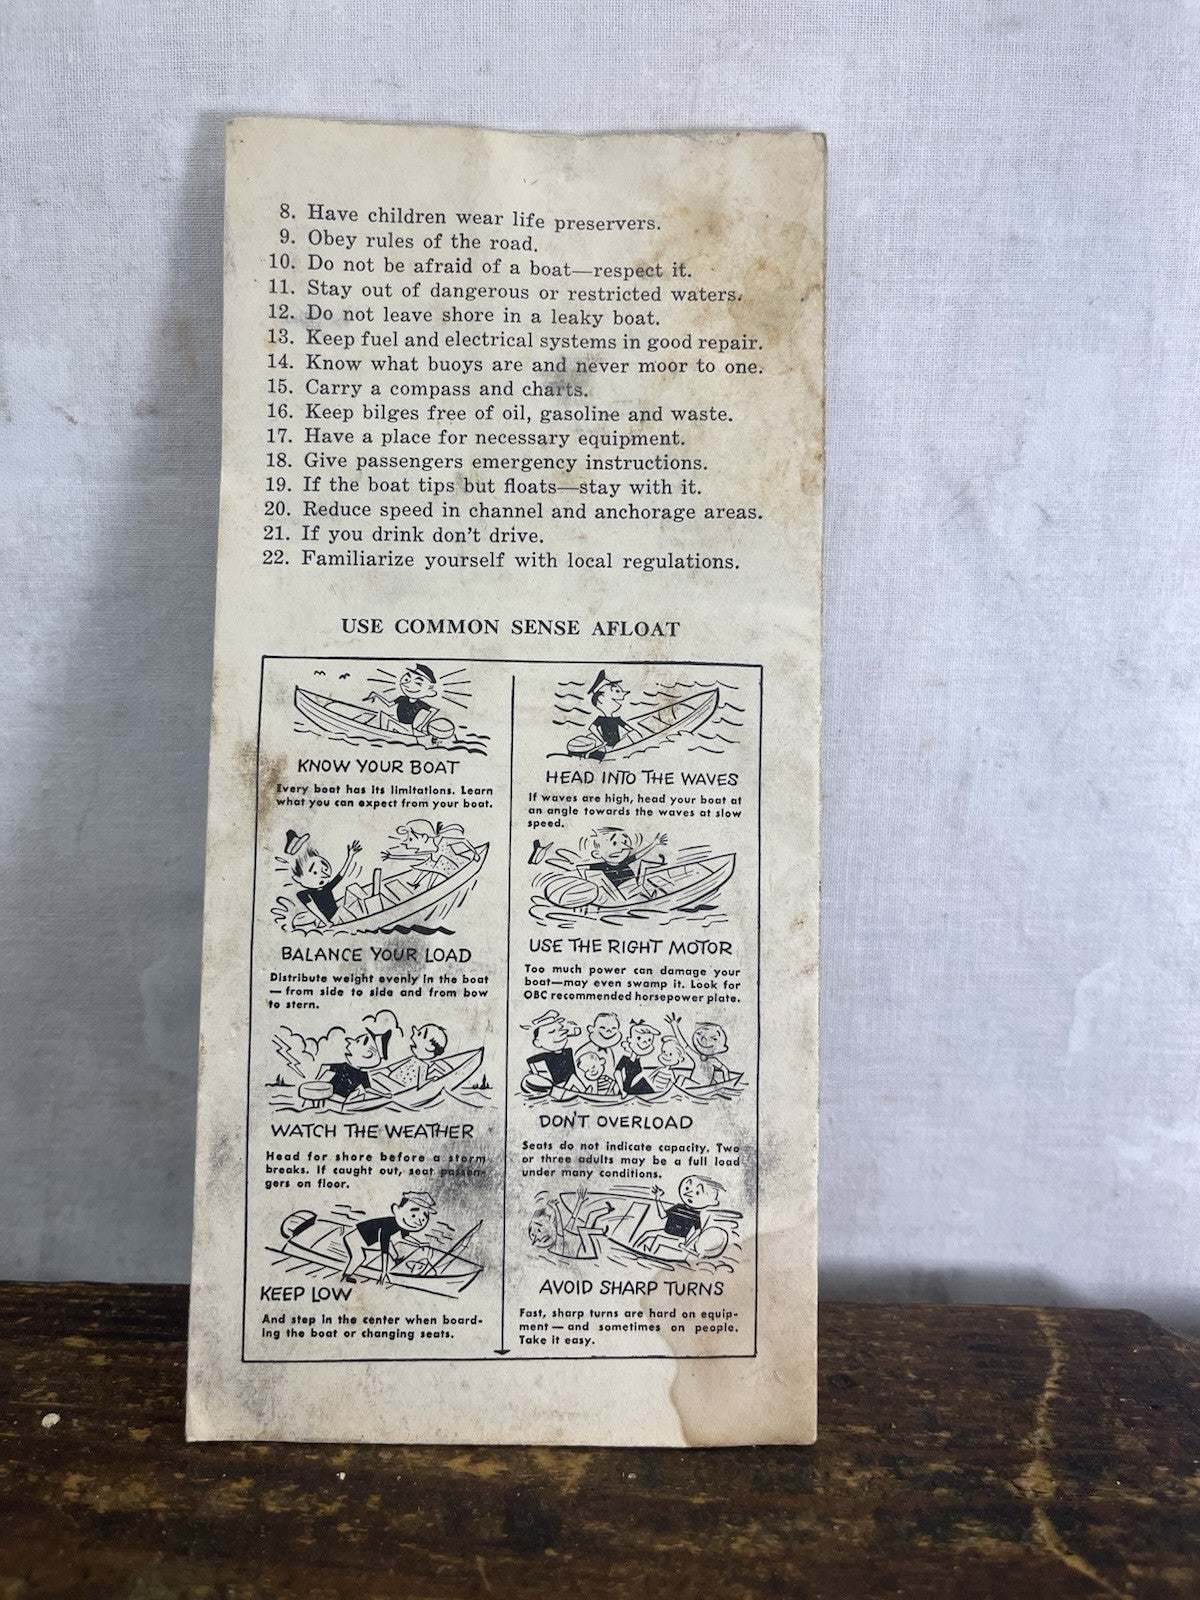 8. Have children wear life preservers.
9. Obey rules of the road.
10. Do not be afraid of a boat—respect it.
11. Stay out of dangerous or restricted waters.
12. Do not leave shore in a leaky boat.
13. Keep fuel and electrical systems in good repair.
14. Know what buoys are and never moor to one.
15. Carry a compass and charts.
16. Keep bilges free of oil, gasoline and waste.
17. Have a place for necessary equipment.
18. Give passengers emergency instructions.
19. If the boat tips but floats—stay with it.
20. Reduce speed in channel and anchorage areas.
21. If you drink don't drive.
22. Familiarize yourself with local regulations.
USE COMMON SENSE AFLOAT
KNOW YOUR BOAT
Every boat has its limitations. Learn
what you can expect from your boat.
BALANCE YOUR LOAD
Distribute weight evenly in the boat
— from side to side and from bow
to stern.
WATCH THE WEATHER
Head for shore before a storm
breaks. If caught out, seat passen-
gers on floor.
KEEP LOW
And step in the center when board-
ing the boat or changing seats.
HEAD INTO THE WAVES
If waves are high, head your boat at
an angle towards the waves at slow
speed.
USE THE RIGHT MOTOR
Too much power can damage your
boat—may even swamp it. Look for
OBC recommended horsepower plate.
DON'T OVERLOAD
Seats do not indicate capacity. Two
or three adults may be a full load
under many conditions.
AVOID SHARP TURNS
Fast, sharp turns are hard on equip-
ment — and sometimes on people.
Take it easy.